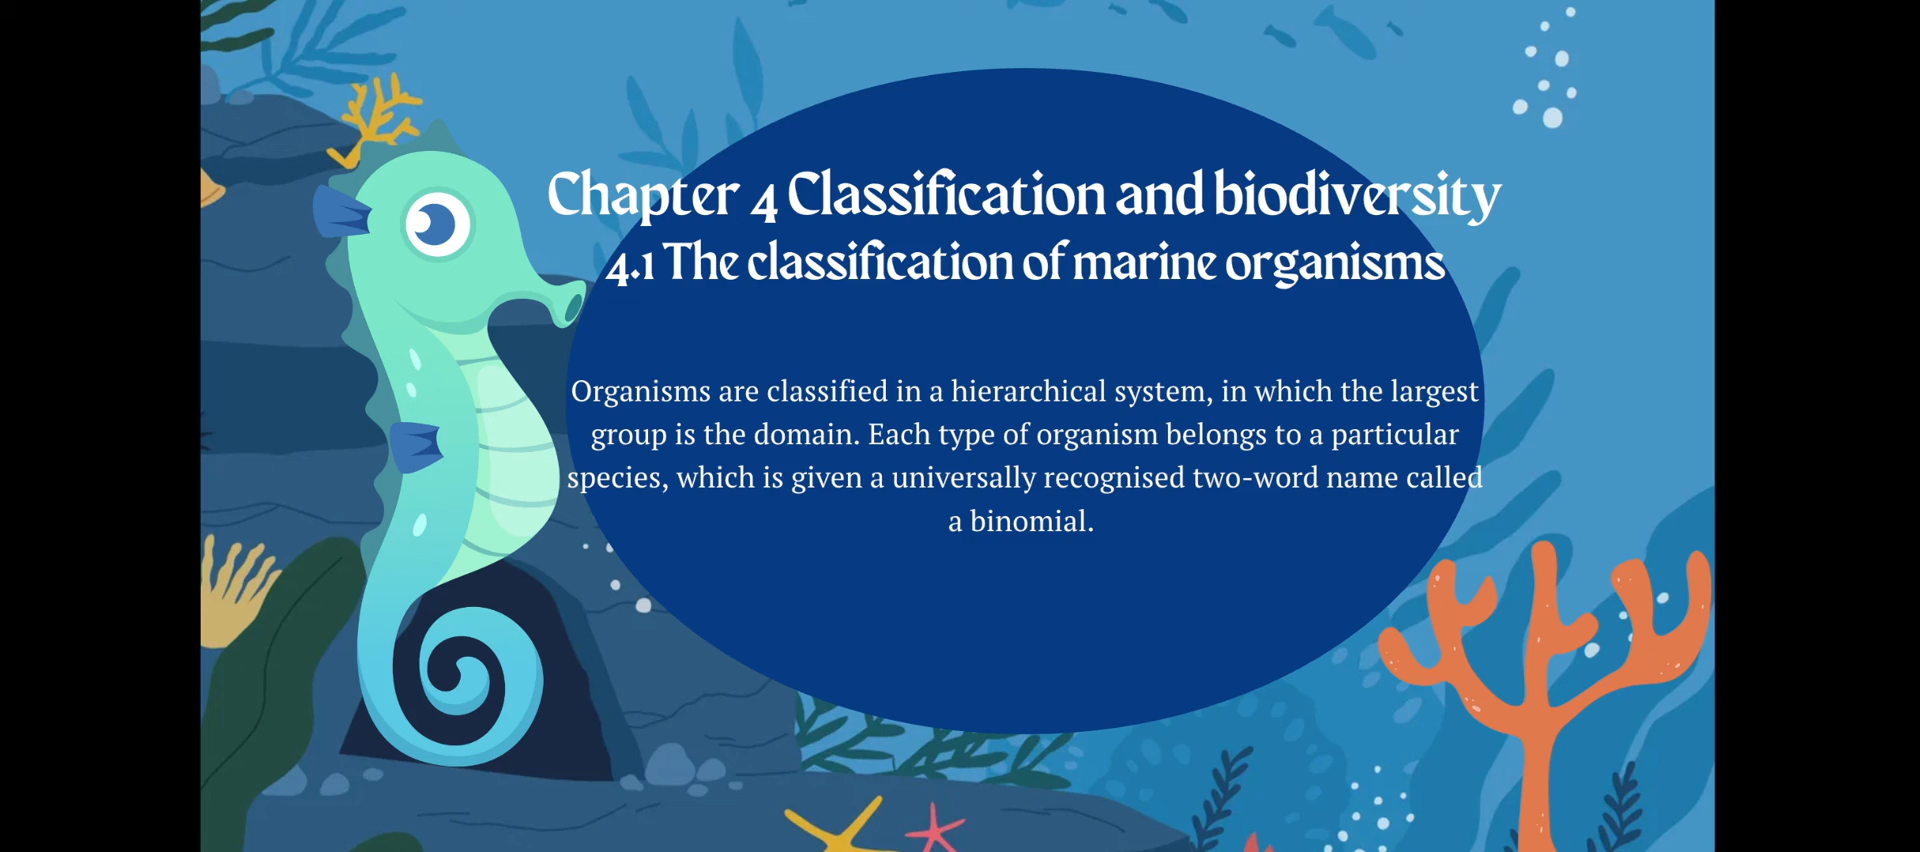 Chapter 4 Classification and biodiversity
4.1 The classification of marine organisms
Organisms are classified in a hierarchical system, in which the largest
group is the domain. Each type of organism belongs to a particular
species, which is given a universally recognised two-word name called
a binomial.